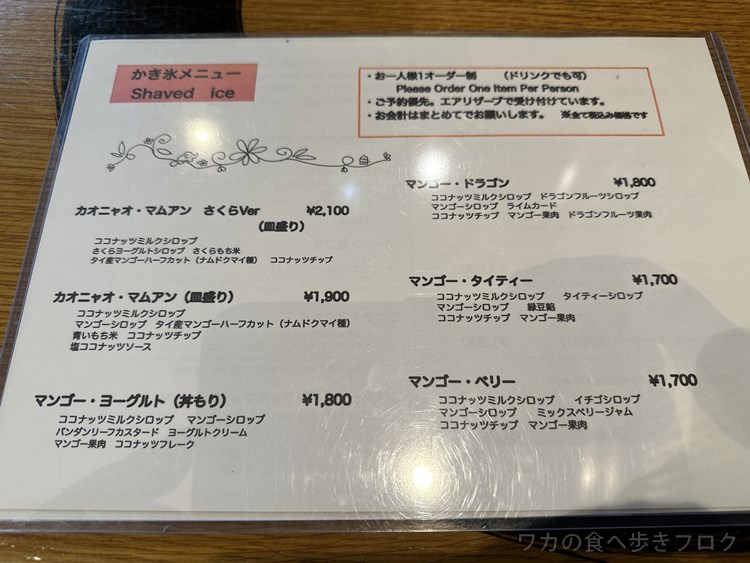 かき氷メニュー
Shaved ice
・お一人様1オーダー制 （ドリンクでも可）
Please Order One Item Per Person
・ご予約優先。エアリザーブで受け付けています。
・お会計はまとめてでお願いします。 ※全て税込み価格です
カオニャオ・マムアン さくらVer ¥2,100
（皿盛り）
ココナッツミルクシロップ
さくらヨーグルトシロップ さくらもち米
タイ産マンゴーハーフカット（ナムドクマイ種） ココナッツチップ
カオニャオ・マムアン（皿盛り） ¥1,900
ココナッツミルクシロップ
マンゴーシロップ タイ産マンゴーハーフカット（ナムドクマイ種）
青いもち米 ココナッツチップ
塩ココナッツソース
マンゴー・ヨーグルト（丼もり） ¥1,800
ココナッツミルクシロップ マンゴーシロップ
パンダンリーフカスタード ヨーグルトクリーム
マンゴー果肉 ココナッツフレーク
マンゴー・ドラゴン ¥1,800
ココナッツミルクシロップ ドラゴンフルーツシロップ
マンゴーシロップ ライムカード
ココナッツチップ マンゴー果肉 ドラゴンフルーツ果肉
マンゴー・タイティー ¥1,700
ココナッツミルクシロップ タイティーシロップ
マンゴーシロップ 緑豆餡
ココナッツチップ マンゴー果肉
マンゴー・ベリー ¥1,700
ココナッツミルクシロップ イチゴシロップ
マンゴーシロップ ミックスベリージャム
ココナッツチップ マンゴー果肉
ワカの食べ歩きブログ